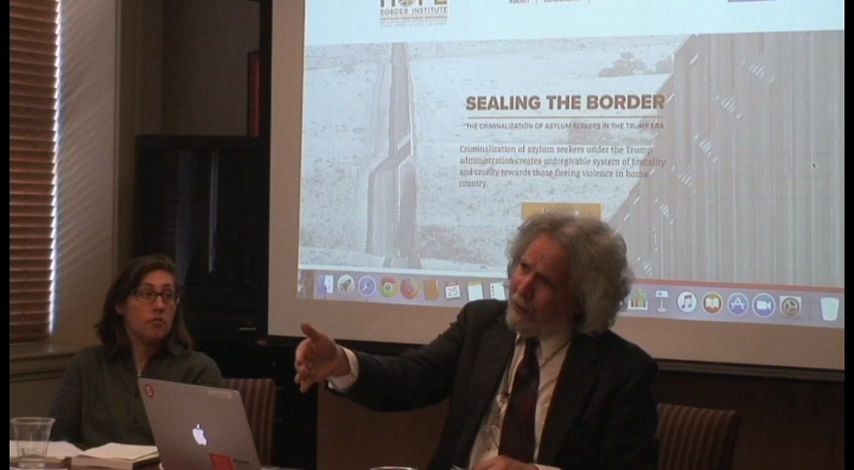 HOPE
BORDER INSTITUTE
ABOUT
SEALING THE BORDER
THE CRIMINALIZATION OF ASYLUM SEEKERS IN THE TRUMP ERA
Criminalization of asylum seekers under the Trump
administration creates unforgivable system of brutality
and cruelty towards those fleeing violence in home
country.